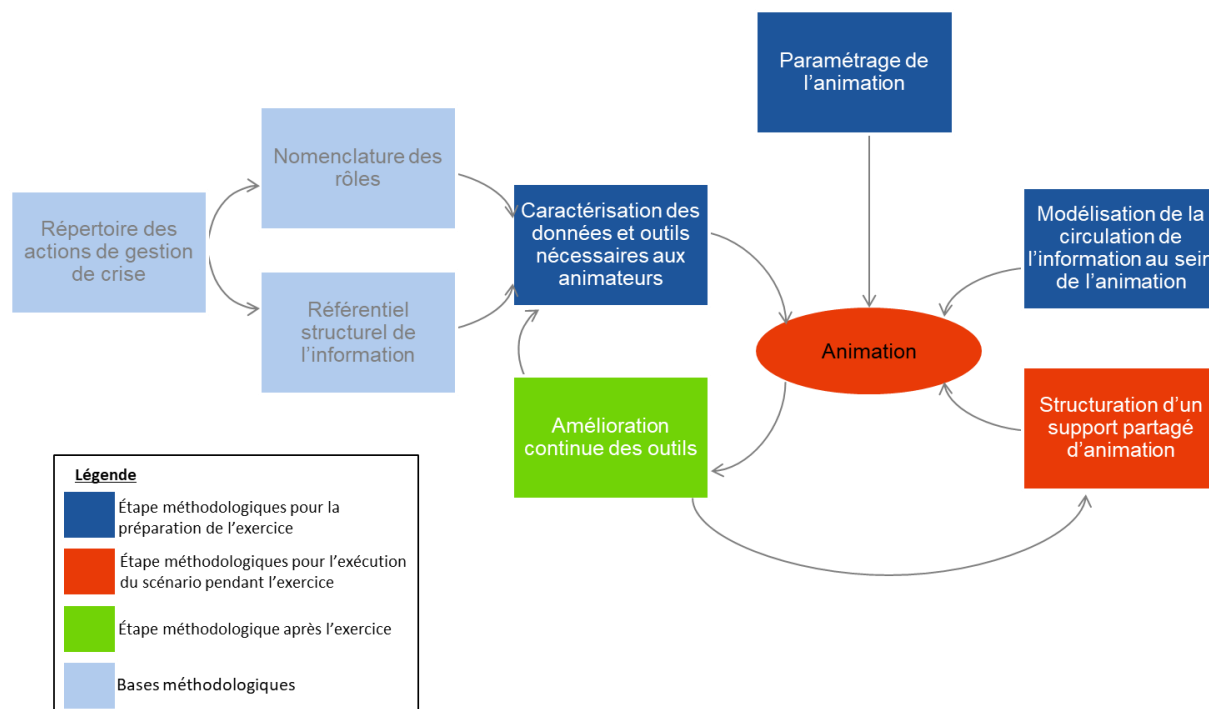 Paramétrage de
l’animation
Nomenclature des
rôles
Répertoire des
actions de gestion
de crise
Caractérisation des
données et outils
nécessaires aux
animateurs
Modélisation de la
circulation de
l’information au sein
de l’animation
Référentiel
structurel de
l’information
Animation
Amélioration
continue des outils
Structuration d’un
support partagé
d’animation
Légende
Étape méthodologiques pour la
préparation de l’exercice
Étape méthodologiques pour l’exécution
du scénario pendant l’exercice
Étape méthodologique après l’exercice
Bases méthodologiques